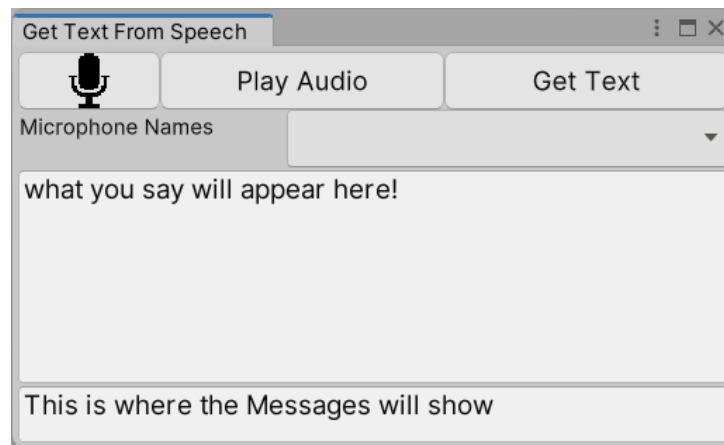 Get Text From Speech
Play Audio
Get Text
Microphone Names
what you say will appear here!
This is where the Messages will show